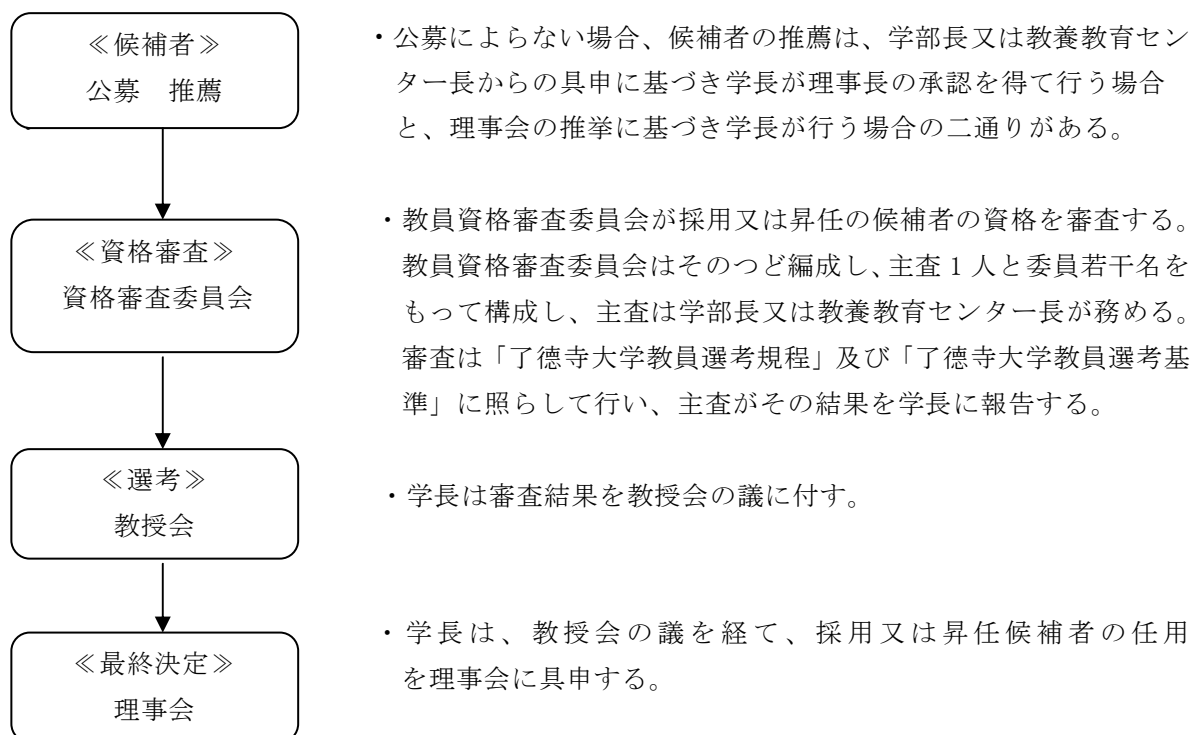 ≪候補者≫
公募　推薦
・公募によらない場合、候補者の推薦は、学部長又は教養教育セン
ター長からの具申に基づき学長が理事長の承認を得て行う場合
と、理事会の推挙に基づき学長が行う場合の二通りがある。
≪資格審査≫
資格審査委員会
・教員資格審査委員会が採用又は昇任の候補者の資格を審査する。
教員資格審査委員会はそのつど編成し、主査１人と委員若干名を
もって構成し、主査は学部長又は教養教育センター長が務める。
審査は「了德寺大学教員選考規程」及び「了德寺大学教員選考基
準」に照らして行い、主査がその結果を学長に報告する。
≪選考≫
教授会
・学長は審査結果を教授会の議に付す。
≪最終決定≫
理事会
・学長は、教授会の議を経て、採用又は昇任候補者の任用
を理事会に具申する。